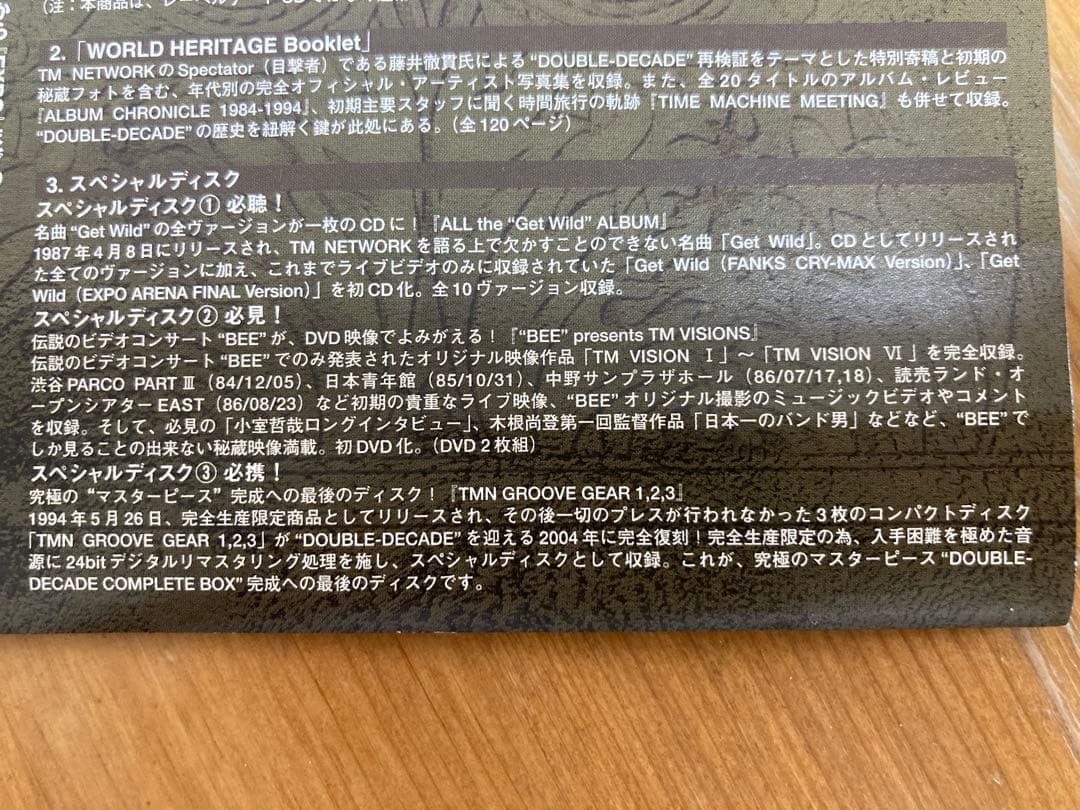 (注：本商品は、レーベルゲートCDではあ
2.「WORLD HERITAGE Booklet」
TM NETWORKのSpectator（目撃者）である藤井徹貫氏による“DOUBLE-DECADE”再検証をテーマとした特別寄稿と初期の
秘蔵フォトを含む、年代別の完全オフィシャル・アーティスト写真集を収録。また、全20タイトルのアルバム・レビュー
『ALBUM CHRONICLE 1984-1994』、初期主要スタッフに聞く時間旅行の軌跡『TIME MACHINE MEETING』も併せて収録。
“DOUBLE-DECADE”の歴史を紐解く鍵が此処にある。（全120ページ）
3. スペシャルディスク
スペシャルディスク① 必聴！
名曲“Get Wild”の全ヴァージョンが一枚のCDに！『ALL the “Get Wild” ALBUM』
1987年4月8日にリリースされ、TM NETWORKを語る上で欠かすことのできない名曲「Get Wild」。CDとしてリリースされ
た全てのヴァージョンに加え、これまでライブビデオのみに収録されていた「Get Wild（FANKS CRY-MAX Version）」、「Get
Wild（EXPO ARENA FINAL Version）」を初CD化。全10ヴァージョン収録。
スペシャルディスク② 必見！
伝説のビデオコンサート“BEE”が、DVD映像でよみがえる！『“BEE” presents TM VISIONS』
伝説のビデオコンサート“BEE”でのみ発表されたオリジナル映像作品「TM VISION Ⅰ」～「TM VISION Ⅵ」を完全収録。
渋谷PARCO PARTⅢ（84/12/05）、日本青年館（85/10/31）、中野サンプラザホール（86/07/17,18）、読売ランド・オ
ープンシアターEAST（86/08/23）など初期の貴重なライブ映像、“BEE”オリジナル撮影のミュージックビデオやコメント
を収録。そして、必見の「小室哲哉ロングインタビュー」、木根尚登第一回監督作品「日本一のバンド男」などなど、“BEE”で
しか見ることの出来ない秘蔵映像満載。初DVD化。（DVD2枚組）
スペシャルディスク③ 必携！
究極の“マスターピース”完成への最後のディスク！『TMN GROOVE GEAR 1,2,3』
1994年5月26日、完全生産限定商品としてリリースされ、その後一切のプレスが行われなかった3枚のコンパクトディスク
「TMN GROOVE GEAR 1,2,3」が“DOUBLE-DECADE”を迎える2004年に完全復刻！完全生産限定の為、入手困難を極めた音
源に24bitデジタルリマスタリング処理を施し、スペシャルディスクとして収録。これが、究極のマスターピース“DOUBLE-
DECADE COMPLETE BOX”完成への最後のディスクです。